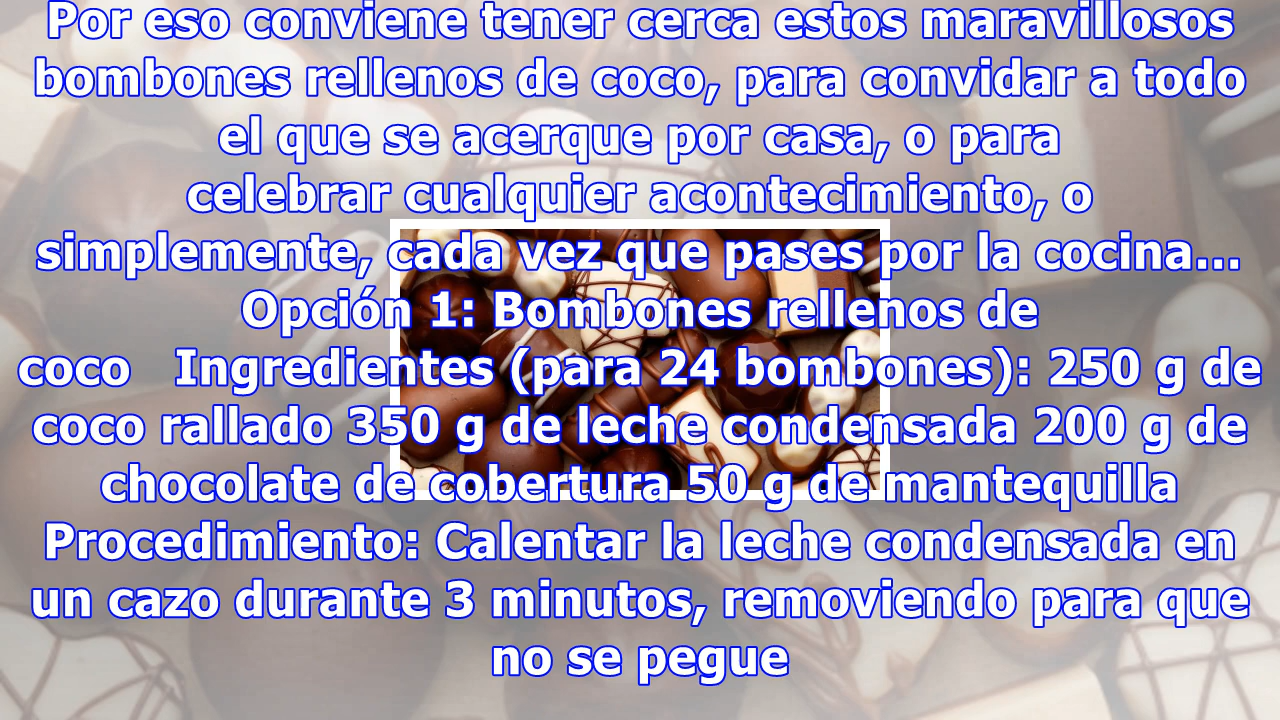 Por eso conviene tener cerca estos maravillosos
bombones rellenos de coco, para convidar a todo
el que se acerque por casa, o para
celebrar cualquier acontecimiento, o
simplemente, cada vez que pases por la cocina...
Opción 1: Bombones rellenos de
coco   Ingredientes (para 24 bombones): 250 g de
coco rallado 350 g de leche condensada 200 g de
chocolate de cobertura 50 g de mantequilla
Procedimiento: Calentar la leche condensada en
un cazo durante 3 minutos, removiendo para que
no se pegue